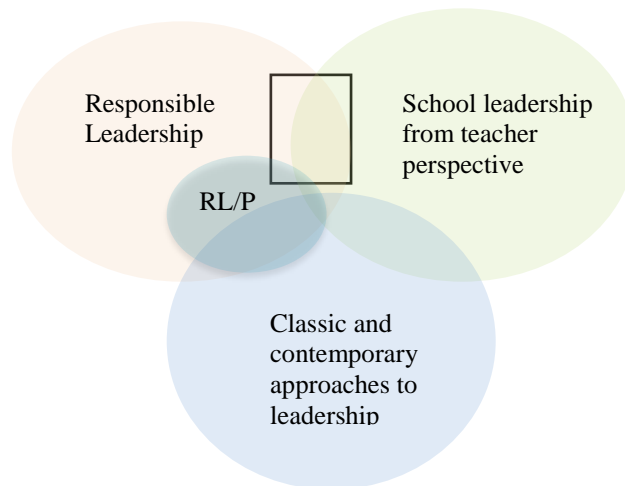 Responsible
Leadership
School leadership
from teacher
perspective
RL/P
Classic and
contemporary
approaches to
leadership